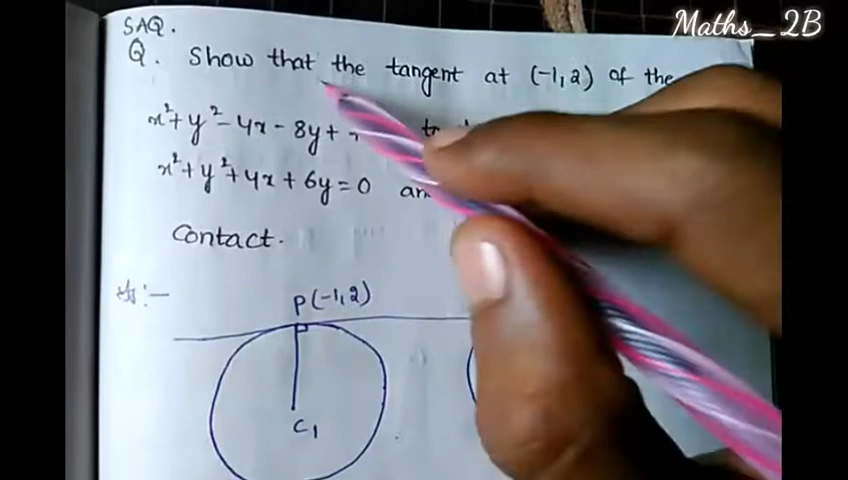 Maths_2B
SAQ.
Q. Show that the tangent at (-1,2) of the
x²+y²-4x-8y+
x²+y²+4x+6y=0
Contact.
P(-1,2)
C₁